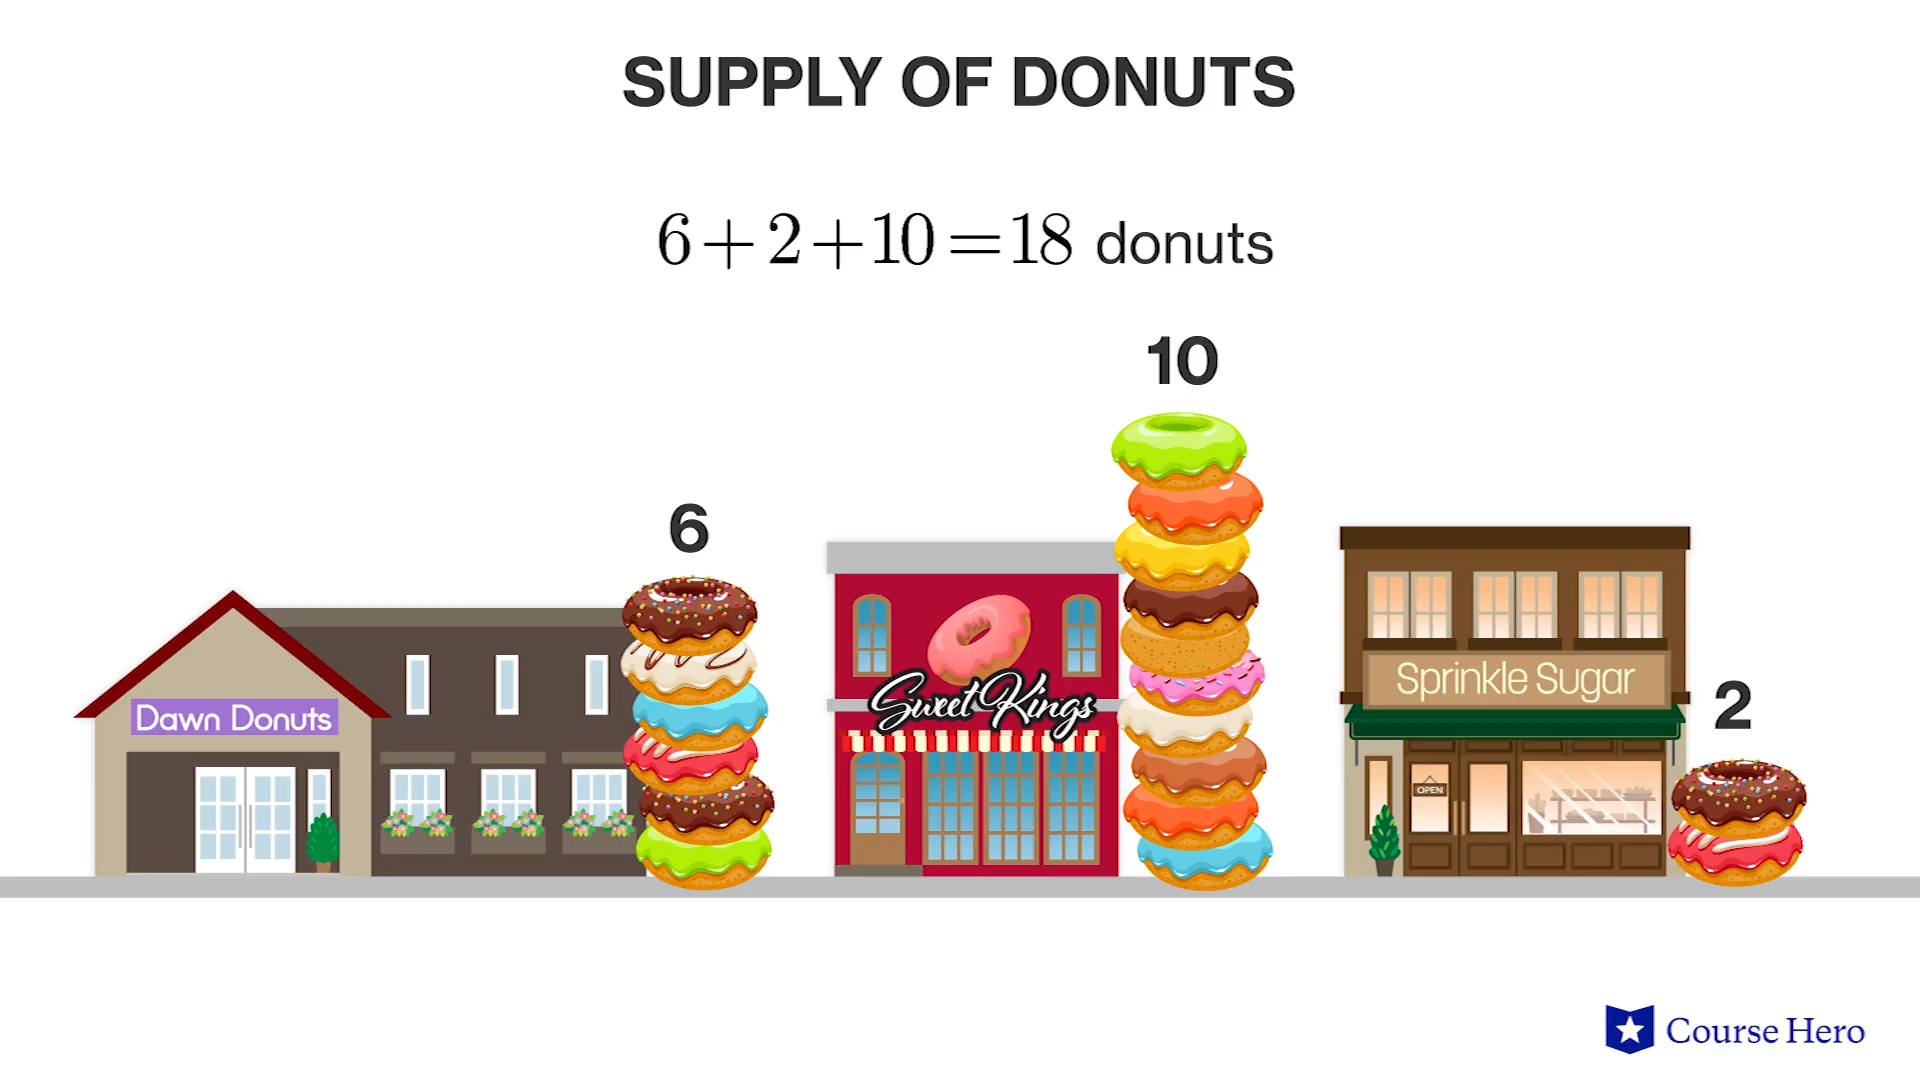 SUPPLY OF DONUTS
6+2+10=18 donuts
10
6
Sprinkle Sugar
2
Sweet Kings
Dawn Donuts
OPEN
Course Hero